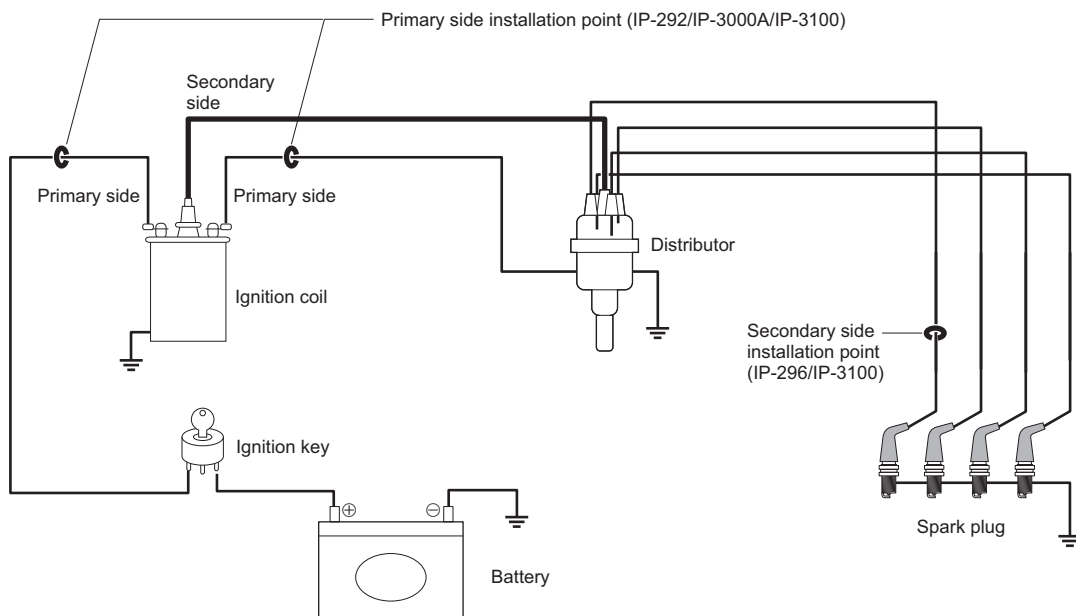 Primary side installation point (IP-292/IP-3000A/IP-3100)
Secondary
side
Primary side
Primary side
Distributor
Ignition coil
Secondary side
installation point
(IP-296/IP-3100)
Ignition key
⊕
⊖
Spark plug
Battery